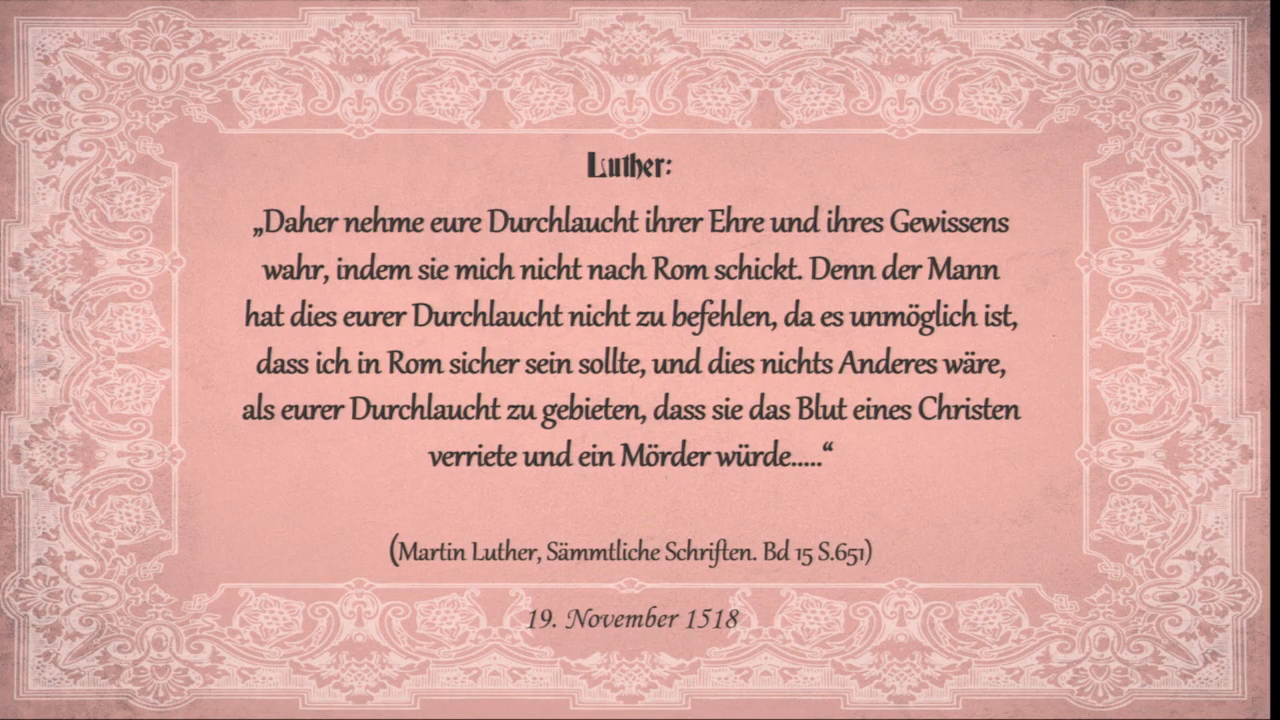 Luther:
„Daher nehme eure Durchlaucht ihrer Ehre und ihres Gewissens
wahr, indem sie mich nicht nach Rom schickt. Denn der Mann
hat dies eurer Durchlaucht nicht zu befehlen, da es unmöglich ist,
dass ich in Rom sicher sein sollte, und dies nichts Anderes wäre,
als eurer Durchlaucht zu gebieten, dass sie das Blut eines Christen
verriete und ein Mörder würde.....“
(Martin Luther, Sämmtliche Schriften. Bd 15 S.651)
19. November 1518